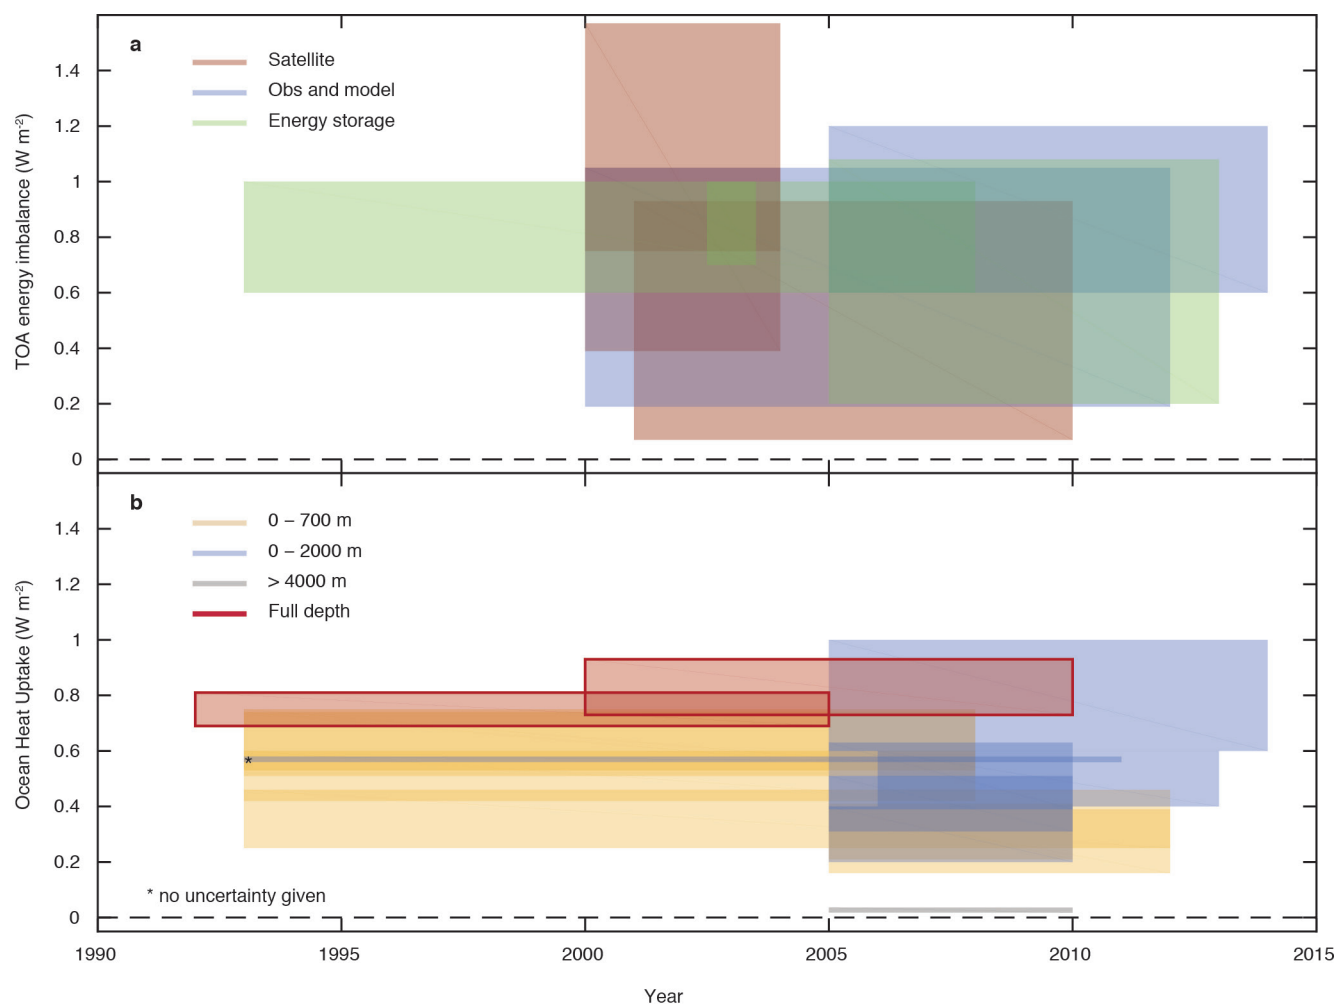 a
Satellite
Obs and model
Energy storage
TOA energy imbalance (W m-2)
1.4
1.2
1
0.8
0.6
0.4
0.2
0
b
0 – 700 m
0 – 2000 m
> 4000 m
Full depth
Ocean Heat Uptake (W m-2)
1.4
1.2
1
0.8
0.6
0.4
0.2
0
*
* no uncertainty given
1990 1995 2000 2005 2010 2015
Year